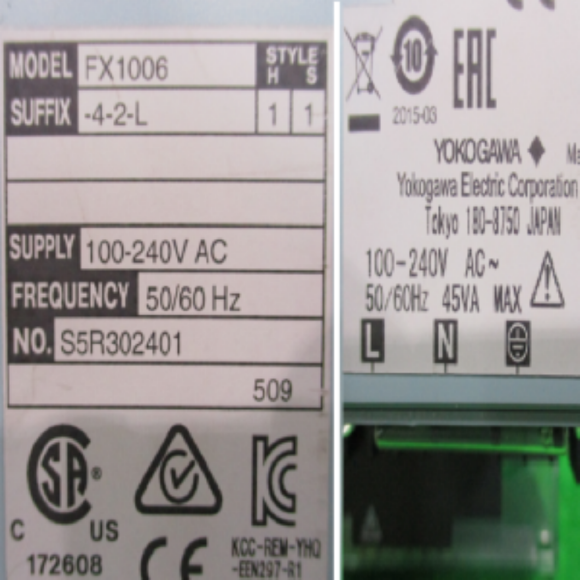 MODEL FX1006 STYLE
H S
SUFFIX -4-2-L 1 1
SUPPLY 100-240V AC
FREQUENCY 50/60 Hz
NO. S5R302401
509
SA ®
C US
172608
CE
KCC-REM-YHQ
-EEN297-R1
10
EAC
2015-03
YOKOGAWA
Yokogawa Electric Corporation
Tokyo 180-8750 JAPAN
100-240V AC~
50/60Hz 45VA MAX
L N